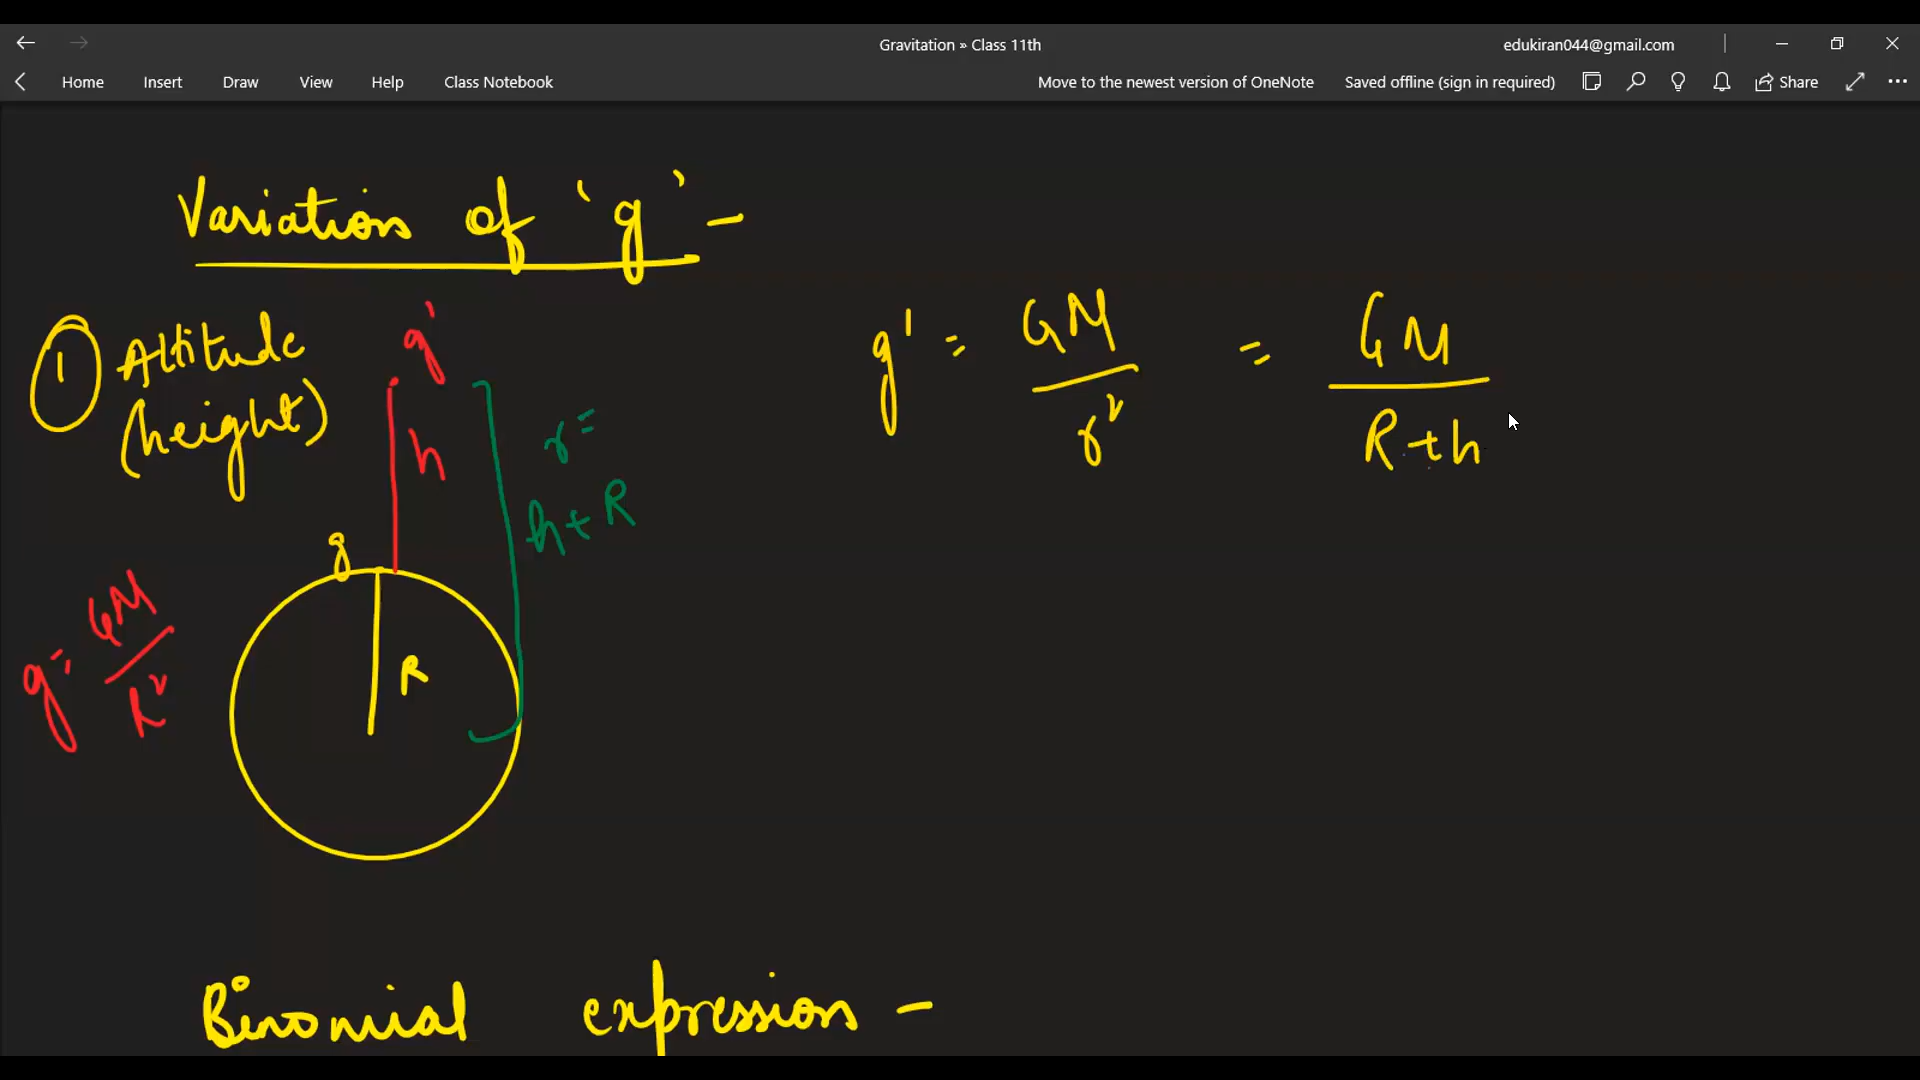 Gravitation » Class 11th
edukiran044@gmail.com
Home Insert Draw View Help Class Notebook
Move to the newest version of OneNote Saved offline (sign in required) Share
Variations of 'g' -
1 Altitude
(height)
g'
h
r =
h + R
g
R
g = GM
R²
g' = GM/r² = GM/R+h
Binomial expression -